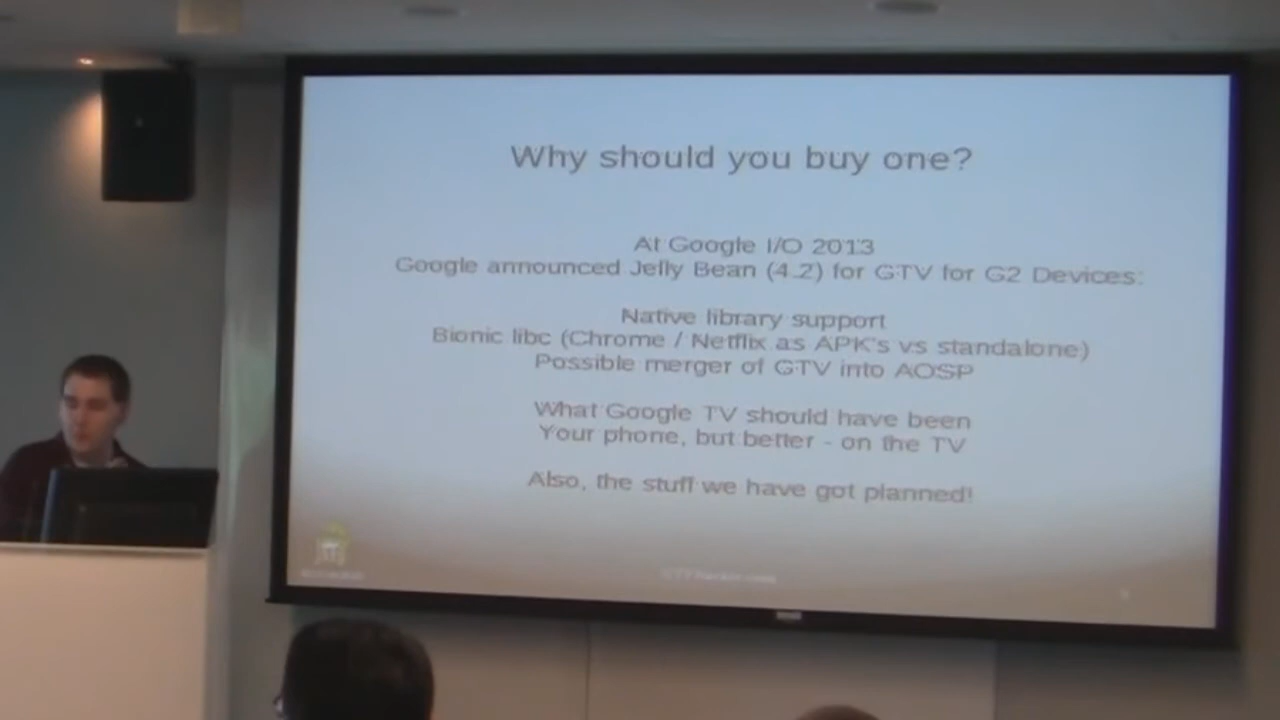 Why should you buy one?
At Google I/O 2013
Google announced Jelly Bean (4.2) for GTV for G2 Devices:
Native library support
Bionic libc (Chrome / Netflix as APK's vs standalone)
Possible merger of GTV into AOSP
What Google TV should have been
Your phone, but better - on the TV
Also, the stuff we have got planned!